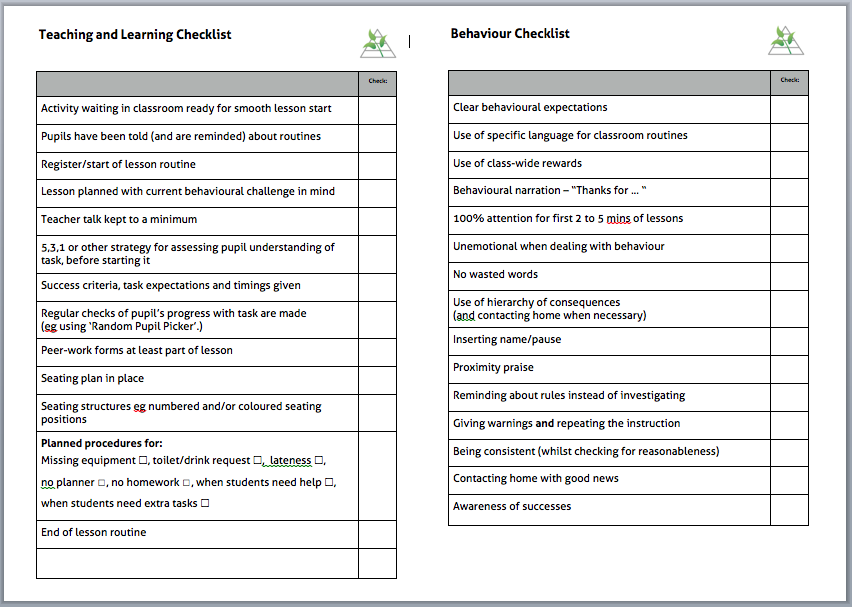 Teaching and Learning Checklist
Check:
Activity waiting in classroom ready for smooth lesson start
Pupils have been told (and are reminded) about routines
Register/start of lesson routine
Lesson planned with current behavioural challenge in mind
Teacher talk kept to a minimum
5,3,1 or other strategy for assessing pupil understanding of
task, before starting it
Success criteria, task expectations and timings given
Regular checks of pupil's progress with task are made
(eg using 'Random Pupil Picker'.)
Peer-work forms at least part of lesson
Seating plan in place
Seating structures eg numbered and/or coloured seating
positions
Planned procedures for:
Missing equipment ☐, toilet/drink request ☐, lateness ☐,
no planner ☐, no homework ☐, when students need help ☐,
when students need extra tasks ☐
End of lesson routine
Behaviour Checklist
Check:
Clear behavioural expectations
Use of specific language for classroom routines
Use of class-wide rewards
Behavioural narration – "Thanks for ... "
100% attention for first 2 to 5 mins of lessons
Unemotional when dealing with behaviour
No wasted words
Use of hierarchy of consequences
(and contacting home when necessary)
Inserting name/pause
Proximity praise
Reminding about rules instead of investigating
Giving warnings and repeating the instruction
Being consistent (whilst checking for reasonableness)
Contacting home with good news
Awareness of successes